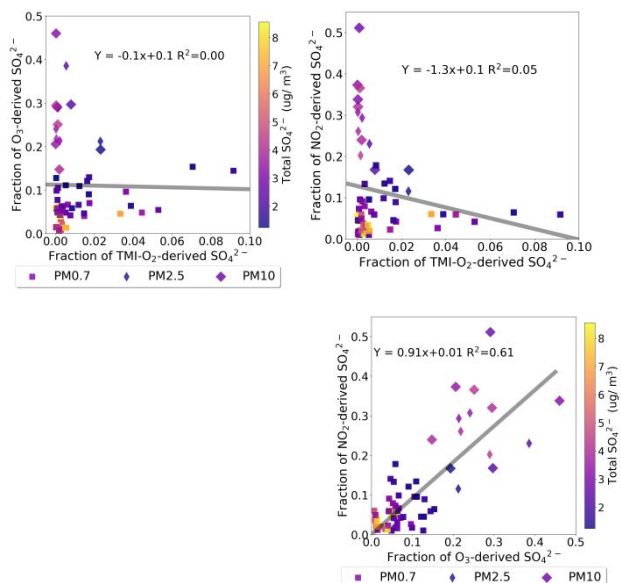 Y = -0.1x+0.1 R²=0.00
Fraction of O₃-derived SO₄²⁻
0.5
0.4
0.3
0.2
0.1
0.0
0.00 0.02 0.04 0.06 0.08 0.10
Fraction of TMI-O₂-derived SO₄²⁻
8
7
6
5
4
3
2
Total SO₄²⁻ (ug/ m³)
PM0.7 PM2.5 PM10
Y = -1.3x+0.1 R²=0.05
Fraction of NO₂-derived SO₄²⁻
0.5
0.4
0.3
0.2
0.1
0.0
0.00 0.02 0.04 0.06 0.08 0.10
Fraction of TMI-O₂-derived SO₄²⁻
Y = 0.91x+0.01 R²=0.61
Fraction of NO₂-derived SO₄²⁻
0.5
0.4
0.3
0.2
0.1
0.0
0.0 0.1 0.2 0.3 0.4 0.5
Fraction of O₃-derived SO₄²⁻
8
7
6
5
4
3
2
Total SO₄²⁻ (ug/ m³)
PM0.7 PM2.5 PM10